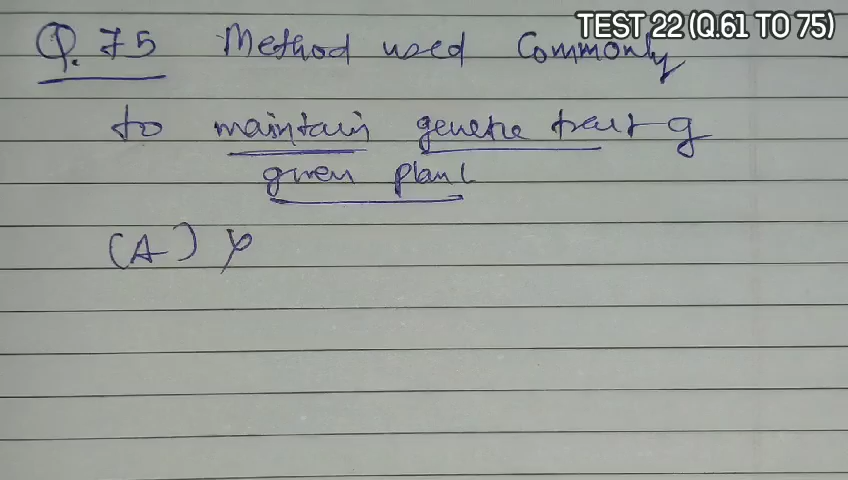 TEST 22 (Q.61 TO 75)
Q. 75 Method used Commonly
to maintain genetic trait of
given plant
(A)